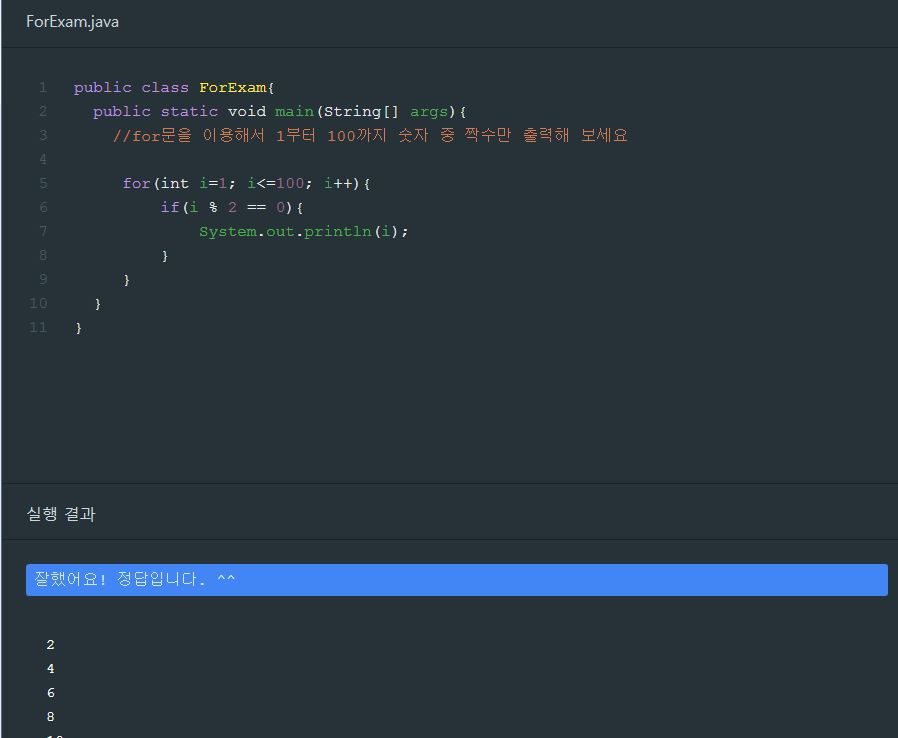 ForExam.java
1 public class ForExam{
2 public static void main(String[] args){
3 //for문을 이용해서 1부터 100까지 숫자 중 짝수만 출력해 보세요
4
5 for(int i=1; i<=100; i++){
6 if(i % 2 == 0){
7 System.out.println(i);
8 }
9 }
10 }
11 }
실행 결과
잘했어요! 정답입니다. ^^
2
4
6
8